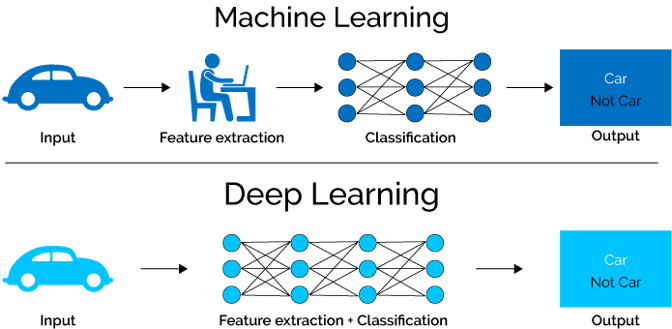 Machine Learning
Car
Not Car
Input
Feature extraction
Classification
Output
Deep Learning
Car
Not Car
Input
Feature extraction + Classification
Output